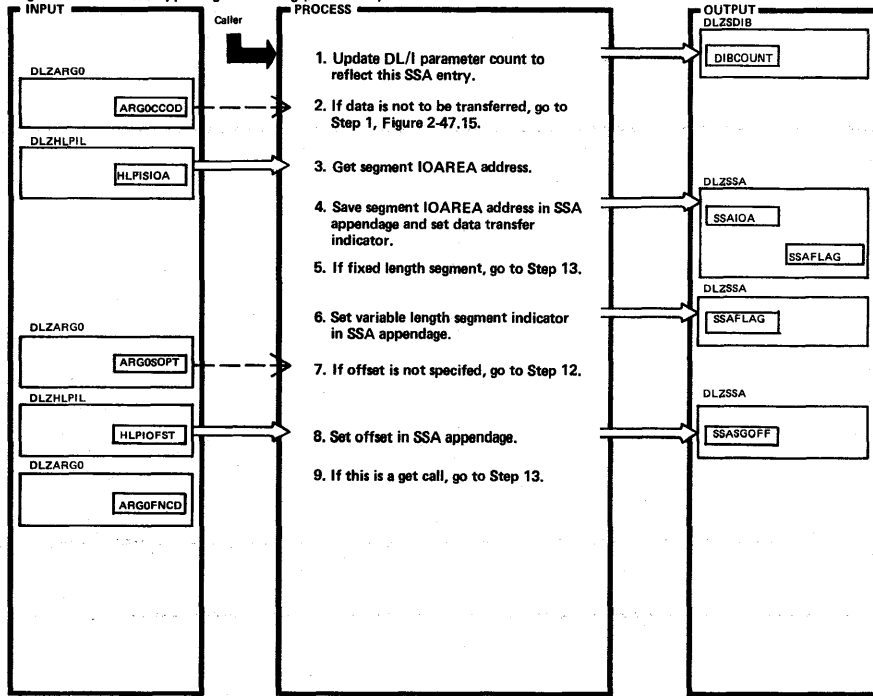 INPUT
Caller
PROCESS
OUTPUT
DLZARG0
ARG0CCOD
DLZHLPIL
HLPISIOA
DLZARG0
ARG0SOPT
DLZHLPIL
HLPIOFST
DLZARG0
ARG0FNCD
1. Update DL/I parameter count to
reflect this SSA entry.
2. If data is not to be transferred, go to
Step 1, Figure 2-47.15.
3. Get segment IOAREA address.
4. Save segment IOAREA address in SSA
appendage and set data transfer
indicator.
5. If fixed length segment, go to Step 13.
6. Set variable length segment indicator
in SSA appendage.
7. If offset is not specifed, go to Step 12.
8. Set offset in SSA appendage.
9. If this is a get call, go to Step 13.
DLZSDIB
DIBCOUNT
DLZSSA
SSAIOA
SSAFLAG
DLZSSA
SSAFLAG
DLZSSA
SSASGOFF